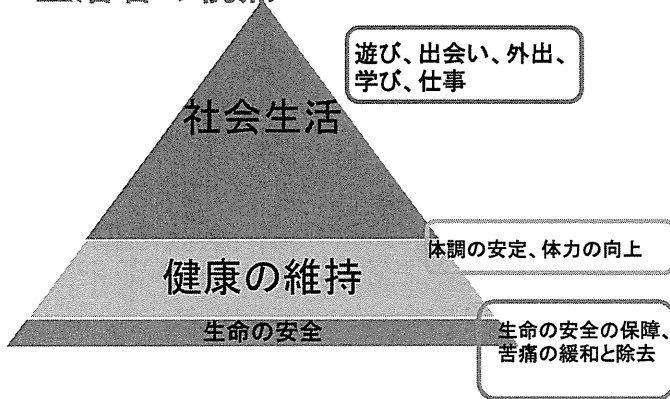 遊び、出会い、外出、
学び、仕事
社会生活
体調の安定、体力の向上
健康の維持
生命の安全
生命の安全の保障、
苦痛の緩和と除去